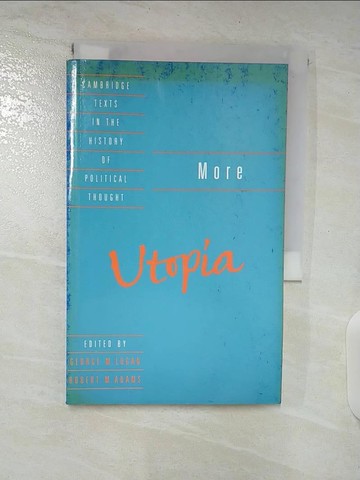 CAMBRIDGE
TEXTS
IN THE
HISTORY
OF
POLITICAL
THOUGHT
More
Utopia
EDITED BY
GEORGE M. LOGAN
ROBERT M. ADAMS